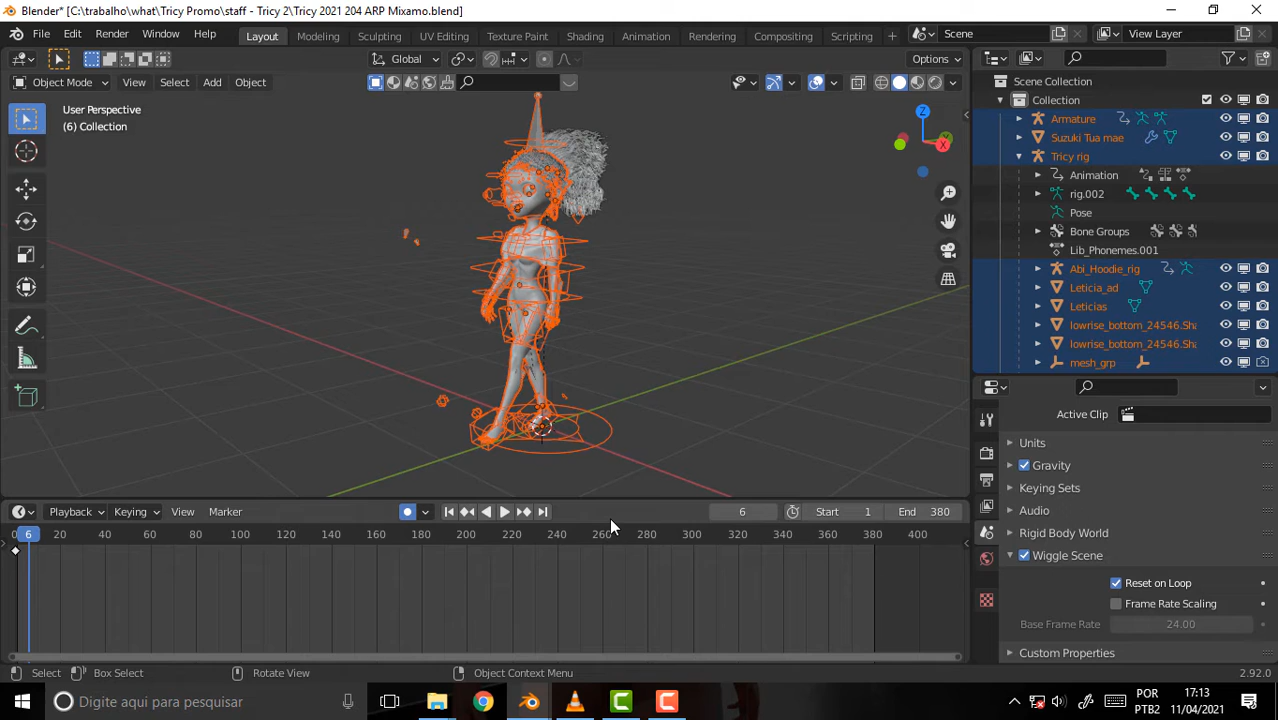 Blender* [C:\trabalho\what\Tricy Promo\staff - Tricy 2\Tricy 2021 204 ARP Mixamo.blend]
File Edit Render Window Help Layout Modeling Sculpting UV Editing Texture Paint Shading Animation Rendering Compositing Scripting + Scene View Layer
Global Options
Object Mode View Select Add Object
User Perspective
(6) Collection
Z
Y
X
Scene Collection
Collection
Armature
Suzuki Tua mae
Tricy rig
Animation
rig.002
Pose
Bone Groups
Lib_Phonemes.001
Abi_Hoodie_rig
Leticia_ad
Leticias
lowrise_bottom_24546.Sha
lowrise_bottom_24546.Sha
mesh_grp
Active Clip
Units
Gravity
Keying Sets
Audio
Rigid Body World
Wiggle Scene
Reset on Loop
Frame Rate Scaling
Base Frame Rate 24.00
Custom Properties
Playback Keying View Marker 6 Start 1 End 380
0 6 20 40 60 80 100 120 140 160 180 200 220 240 260 280 300 320 340 360 380 400
Select Box Select Rotate View Object Context Menu 2.92.0
Digite aqui para pesquisar
POR
PTB2
17:13
11/04/2021